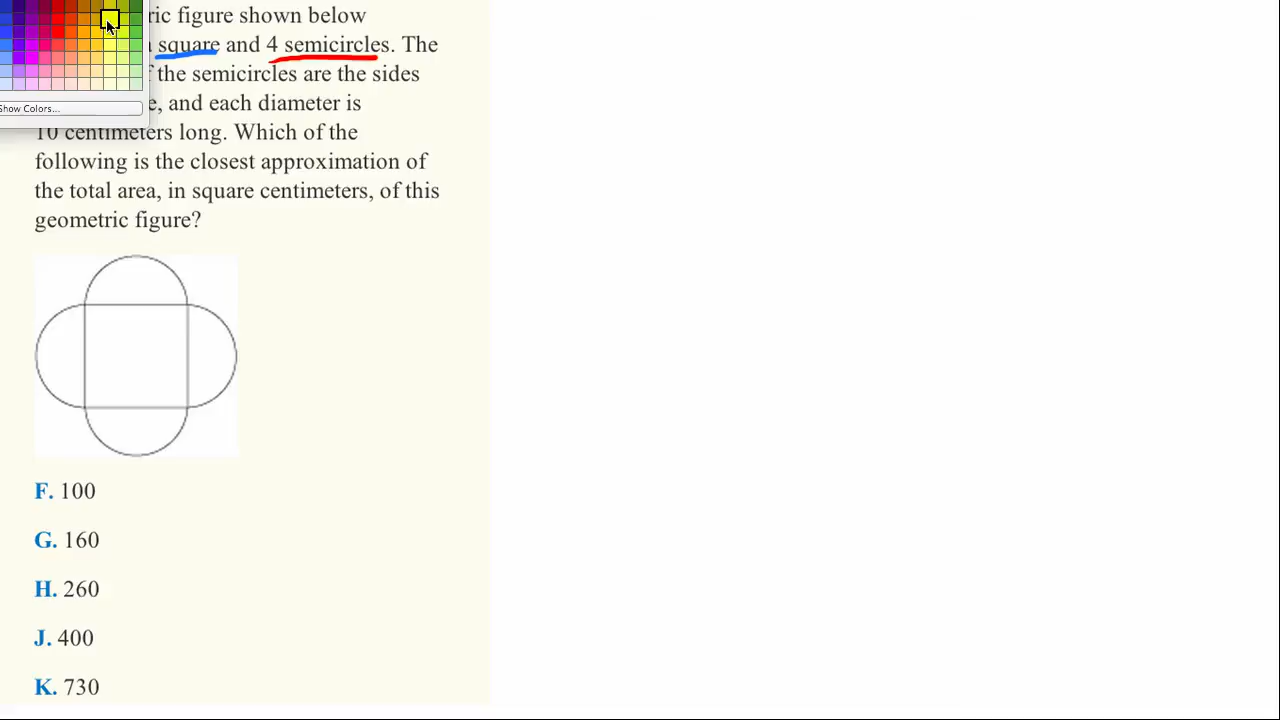 ric figure shown below
square and 4 semicircles. The
f the semicircles are the sides
Show Colors...
e, and each diameter is
10 centimeters long. Which of the
following is the closest approximation of
the total area, in square centimeters, of this
geometric figure?
F. 100
G. 160
H. 260
J. 400
K. 730